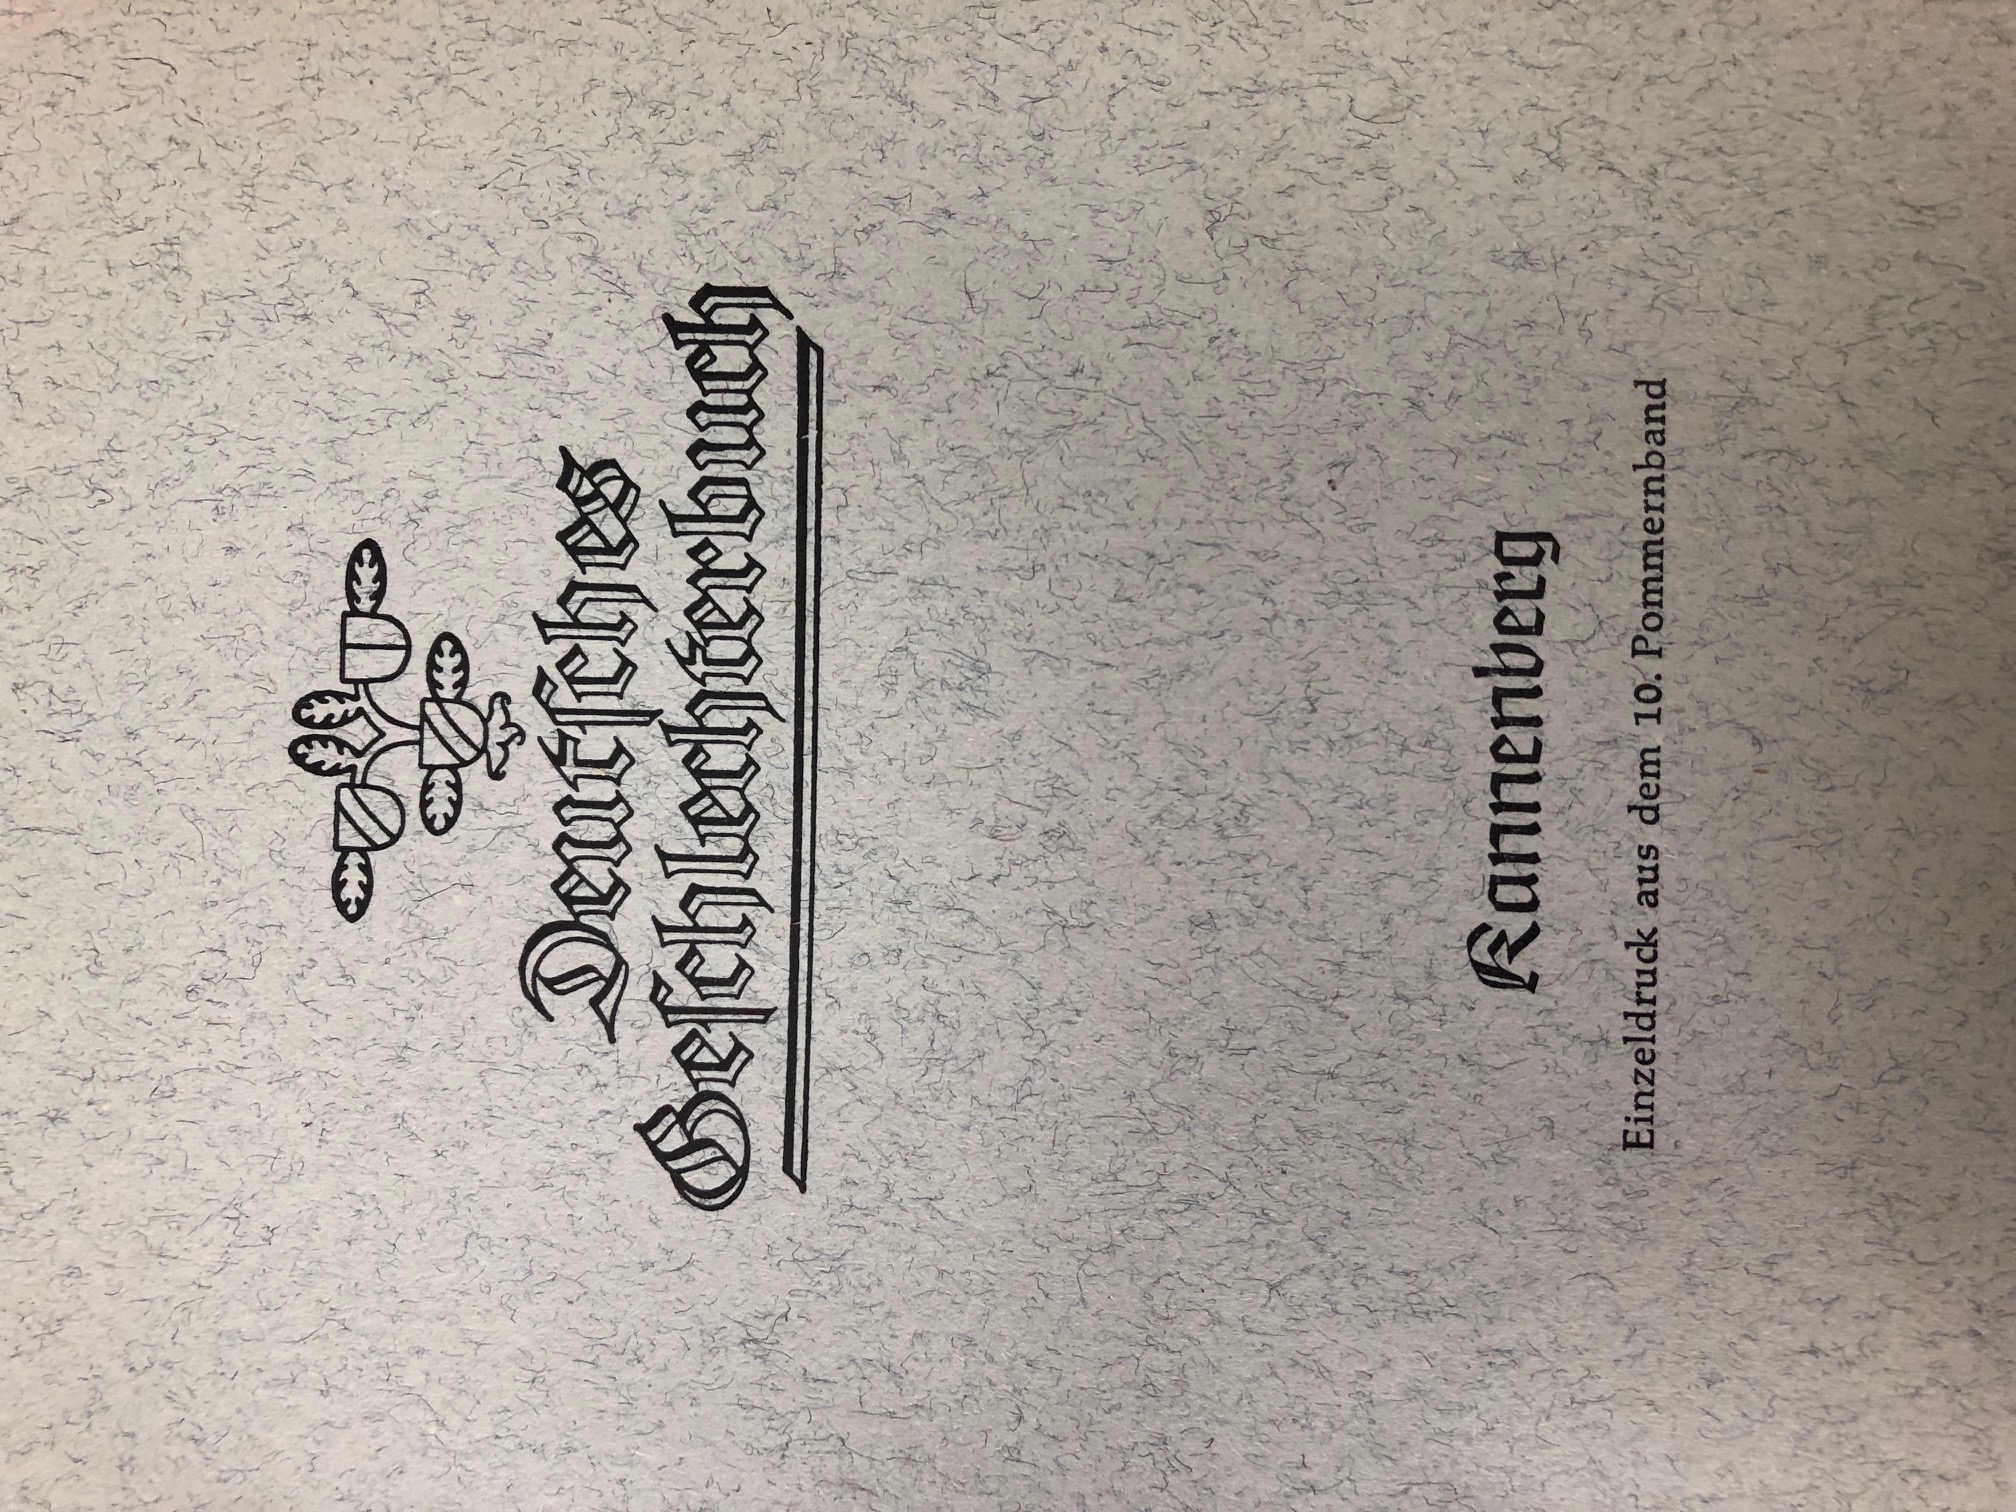 Deutſches
Geſchlechterbuch
Kannenberg
Einzeldruck aus dem 10. Pommernband